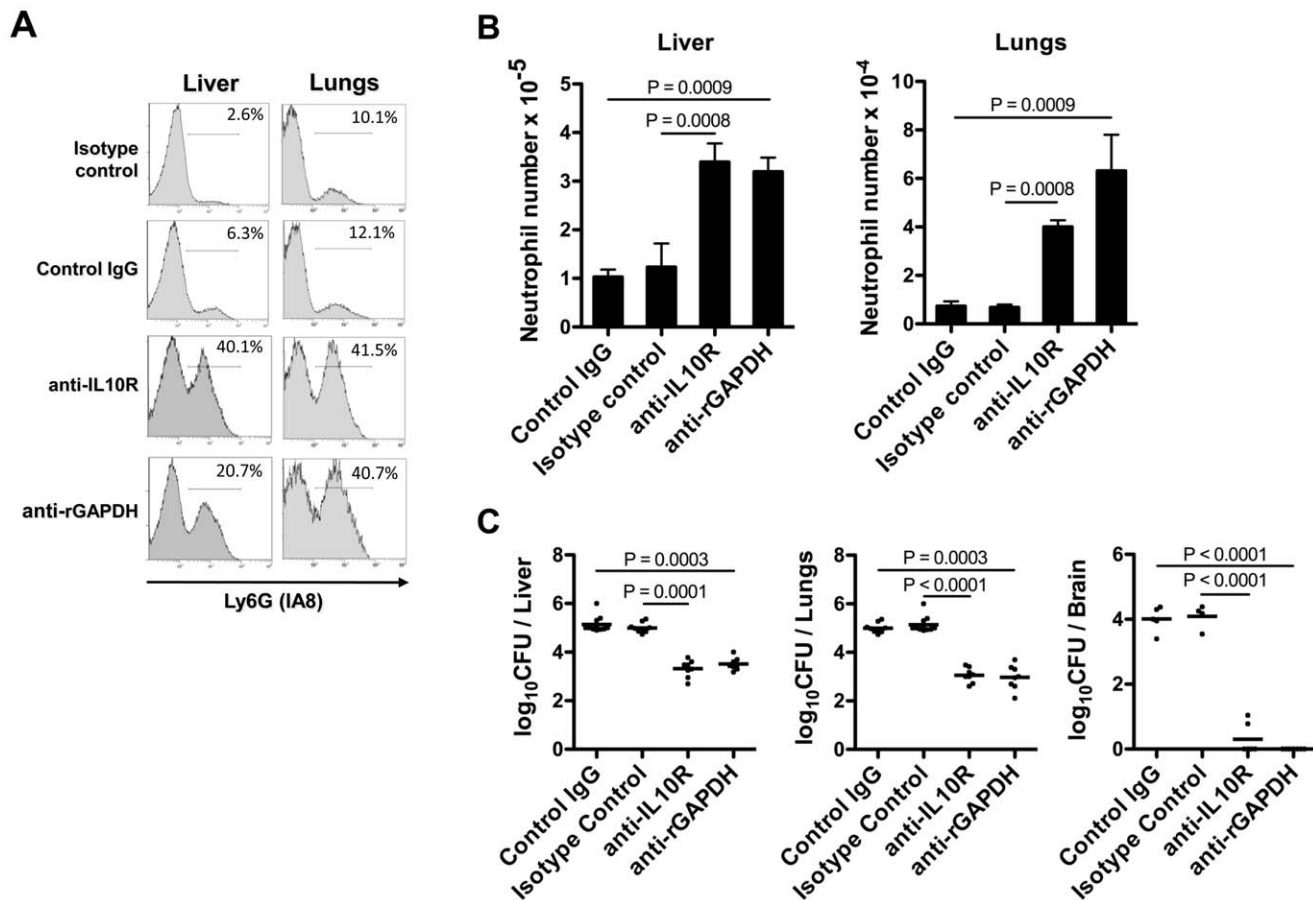 A
Liver Lungs
Isotype
control
2.6%
10.1%
Control IgG
6.3%
12.1%
anti-IL10R
40.1%
41.5%
anti-rGAPDH
20.7%
40.7%
Ly6G (IA8)
B
Liver
Neutrophil number x 10-5
5
4
3
2
1
0
P = 0.0009
P = 0.0008
Control IgG
Isotype control
anti-IL10R
anti-rGAPDH
Lungs
Neutrophil number x 10-4
10
8
6
4
2
0
P = 0.0009
P = 0.0008
Control IgG
Isotype control
anti-IL10R
anti-rGAPDH
C
log10CFU / Liver
8
6
4
2
0
P = 0.0003
P = 0.0001
Control IgG
Isotype Control
anti-IL10R
anti-rGAPDH
log10CFU / Lungs
8
6
4
2
0
P = 0.0003
P < 0.0001
Control IgG
Isotype Control
anti-IL10R
anti-rGAPDH
log10CFU / Brain
6
4
2
0
P < 0.0001
P < 0.0001
Control IgG
Isotype Control
anti-IL10R
anti-rGAPDH